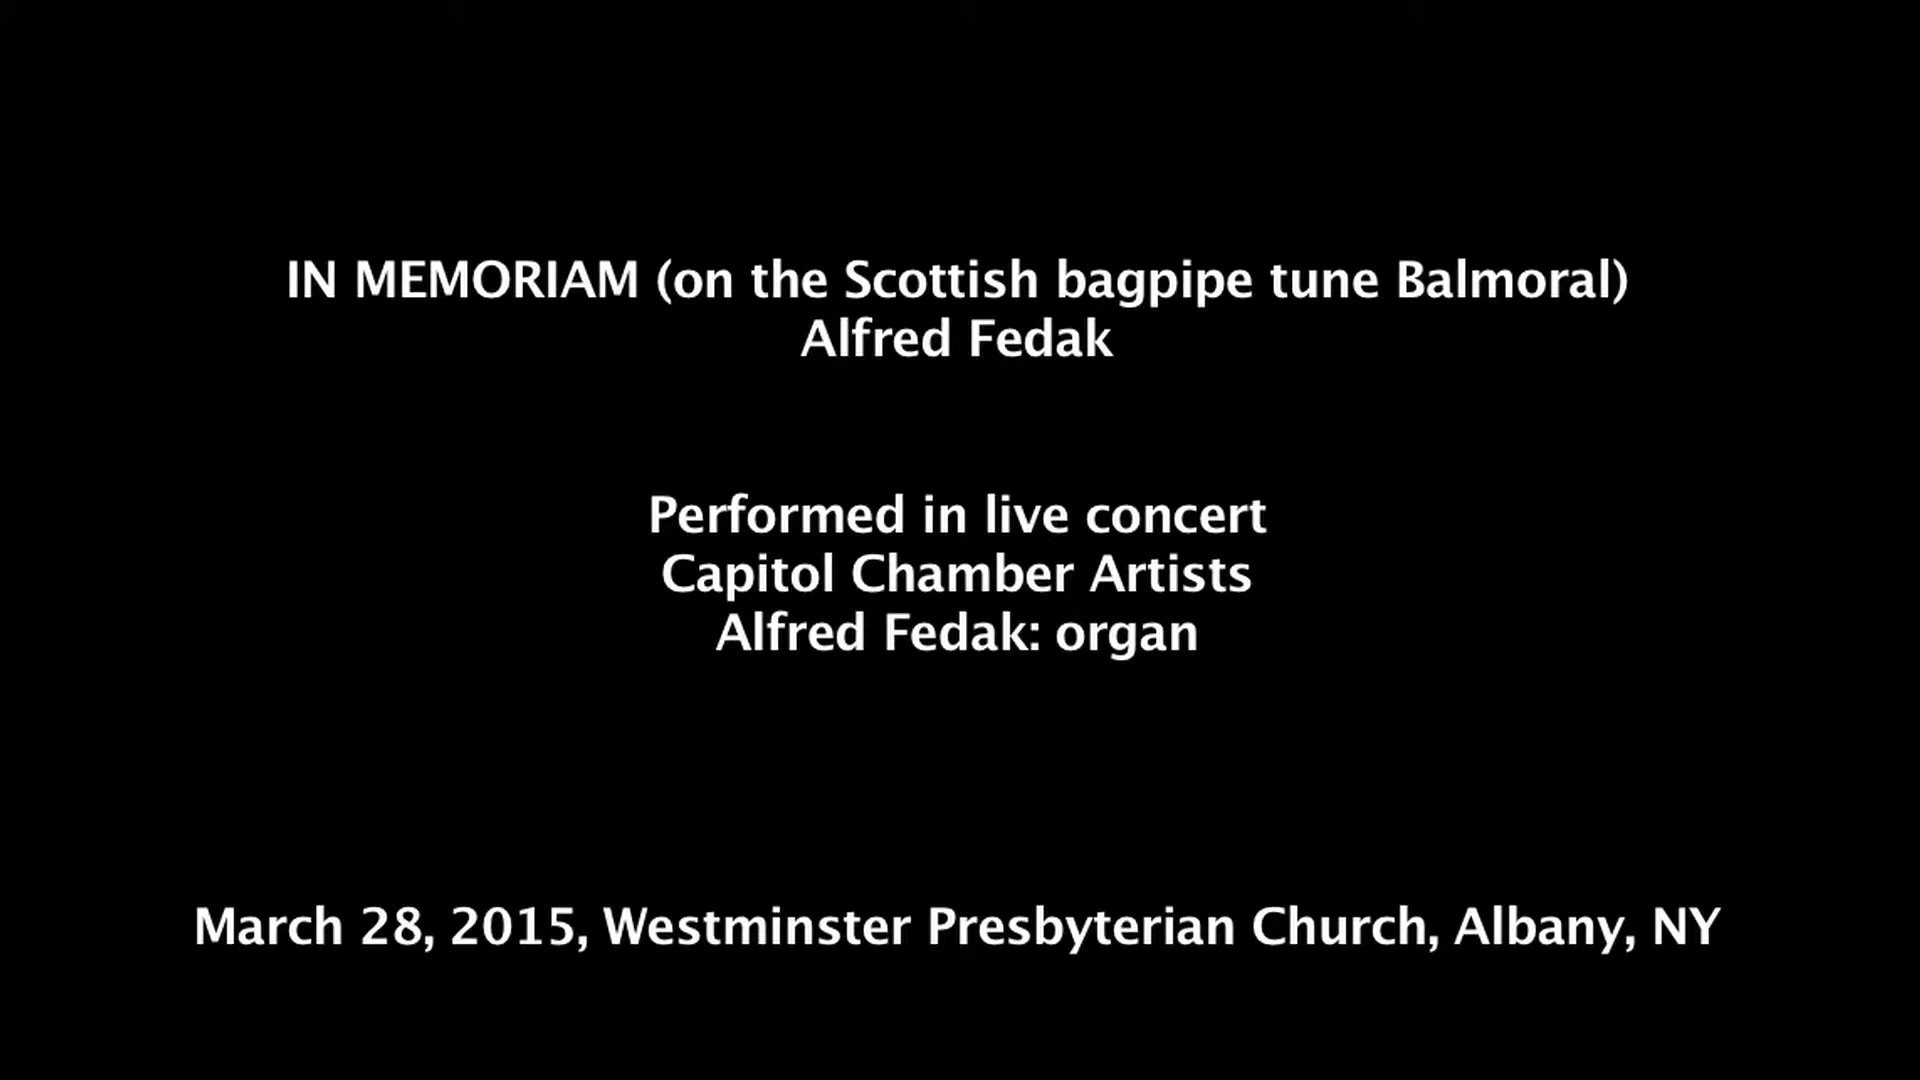 IN MEMORIAM (on the Scottish bagpipe tune Balmoral)
Alfred Fedak
Performed in live concert
Capitol Chamber Artists
Alfred Fedak: organ
March 28, 2015, Westminster Presbyterian Church, Albany, NY